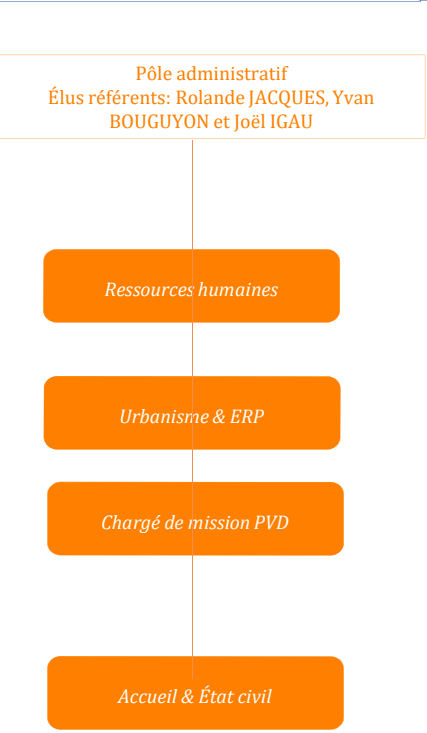 Pôle administratif
Élus référents: Rolande JACQUES, Yvan
BOUGUYON et Joël IGAU
Ressources humaines
Urbanisme & ERP
Chargé de mission PVD
Accueil & État civil